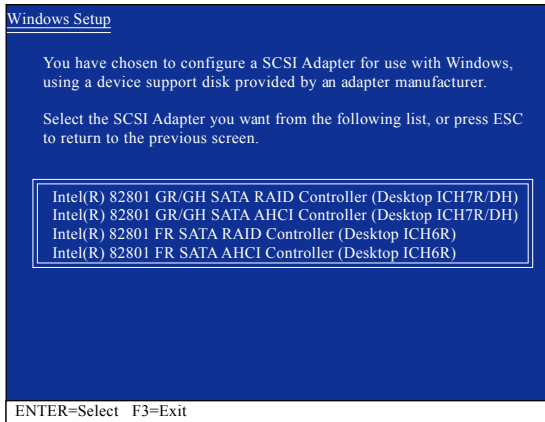 Windows Setup
You have chosen to configure a SCSI Adapter for use with Windows,
using a device support disk provided by an adapter manufacturer.
Select the SCSI Adapter you want from the following list, or press ESC
to return to the previous screen.
Intel(R) 82801 GR/GH SATA RAID Controller (Desktop ICH7R/DH)
Intel(R) 82801 GR/GH SATA AHCI Controller (Desktop ICH7R/DH)
Intel(R) 82801 FR SATA RAID Controller (Desktop ICH6R)
Intel(R) 82801 FR SATA AHCI Controller (Desktop ICH6R)
ENTER=Select F3=Exit